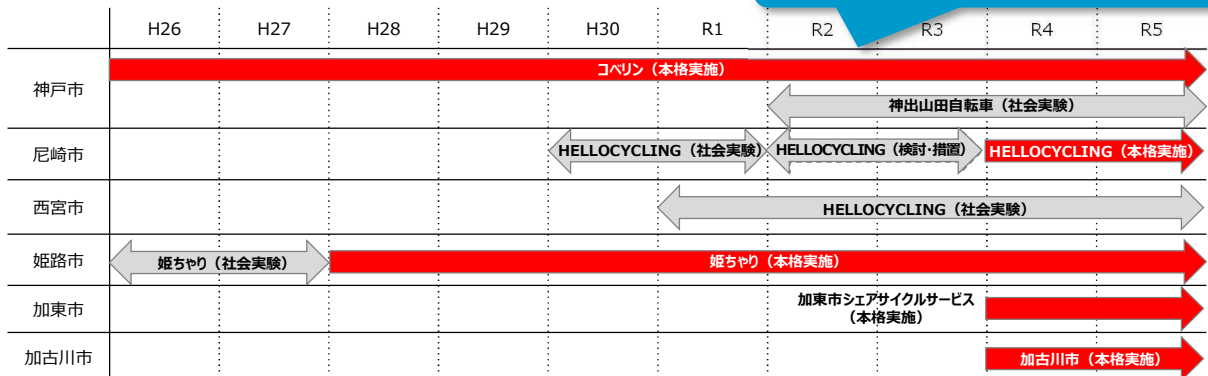 H26 H27 H28 H29 H30 R1 R2 R3 R4 R5
神戸市
コベリン（本格実施）
神出山田自転車（社会実験）
尼崎市
HELLOCYCLING（社会実験）
HELLOCYCLING（検討・措置）
HELLOCYCLING（本格実施）
西宮市
HELLOCYCLING（社会実験）
姫路市
姫ちゃり（社会実験）
姫ちゃり（本格実施）
加東市
加東市シェアサイクルサービス
（本格実施）
加古川市
加古川市（本格実施）